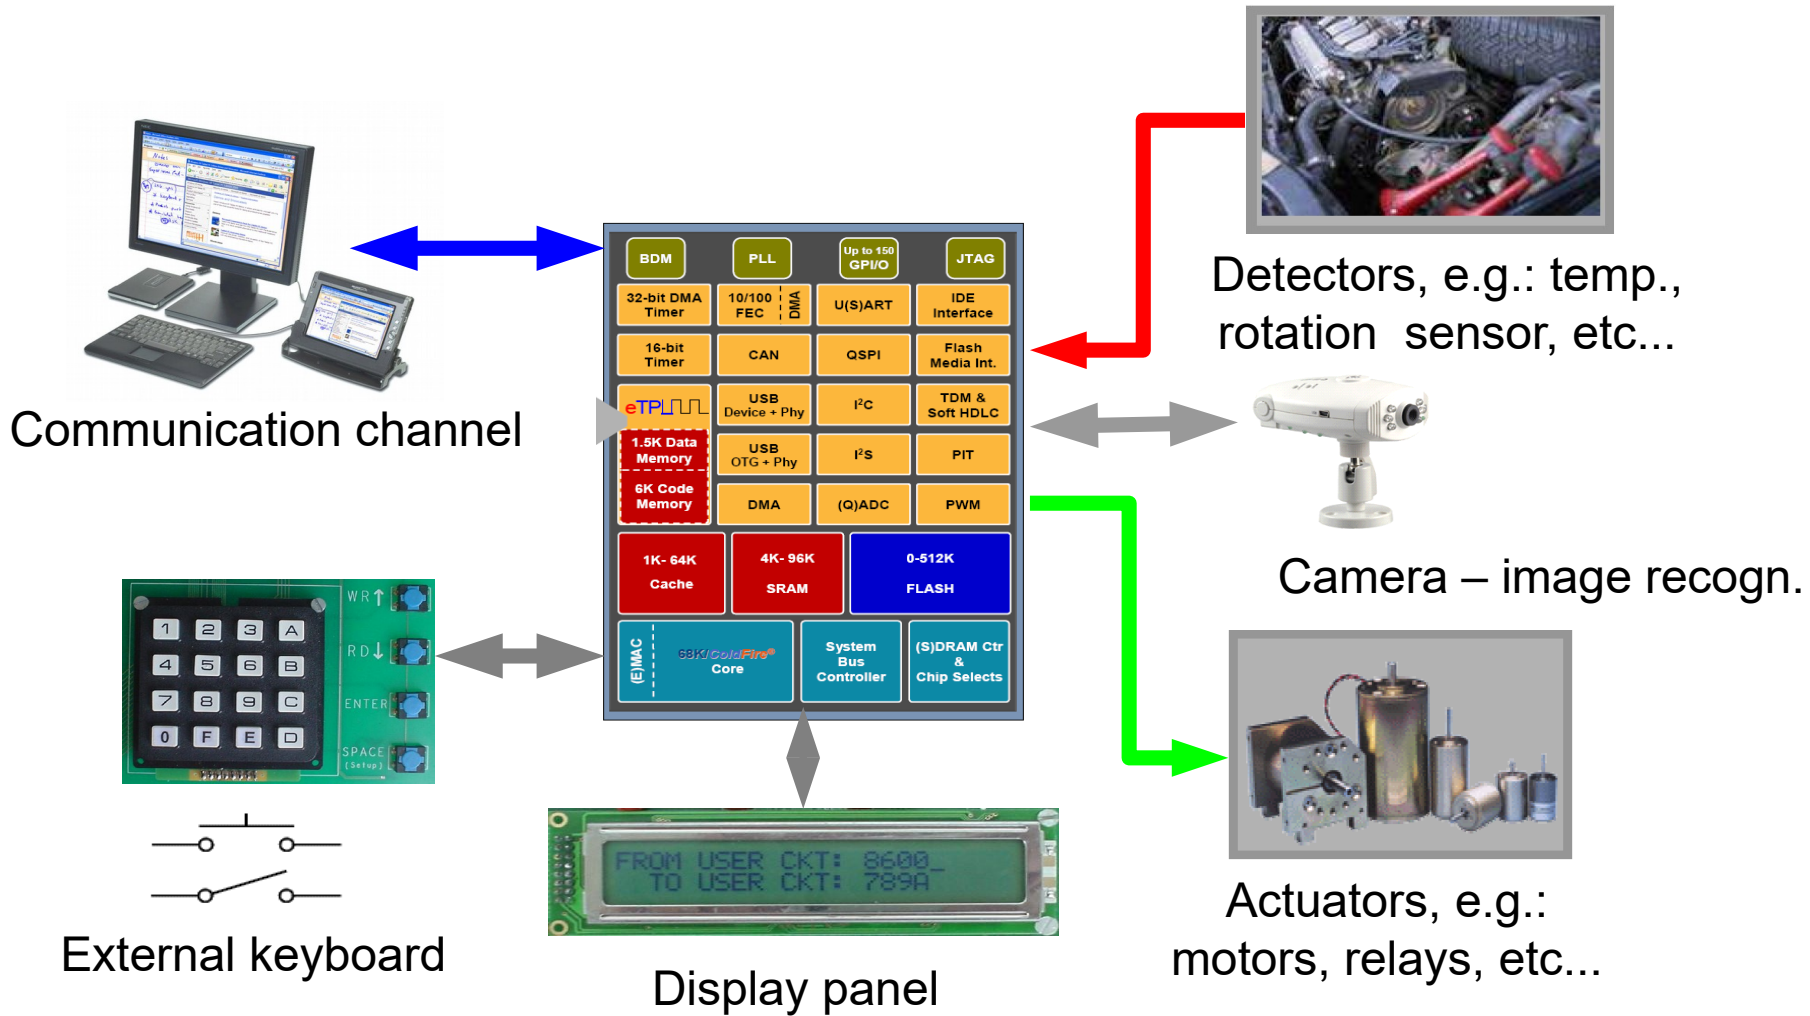 Communication channel
BDM
PLL
Up to 150
GPI/O
JTAG
32-bit DMA
Timer
10/100
FEC
DMA
U(S)ART
IDE
Interface
16-bit
Timer
CAN
QSPI
Flash
Media Int.
eTPU
USB
Device + Phy
I²C
TDM &
Soft HDLC
1.5K Data
Memory
USB
OTG + Phy
I²S
PIT
6K Code
Memory
DMA
(Q)ADC
PWM
1K- 64K
Cache
4K- 96K
SRAM
0-512K
FLASH
(E)MAC
68K/ColdFire®
Core
System
Bus
Controller
(S)DRAM Ctr
&
Chip Selects
Detectors, e.g.: temp.,
rotation sensor, etc...
Camera – image recogn.
Actuators, e.g.:
motors, relays, etc...
1 2 3 A
4 5 6 B
7 8 9 C
0 F E D
WR↑
RD↓
ENTER
SPACE
(Setup)
External keyboard
FROM USER CKT: 8600_
TO USER CKT: 789A
Display panel